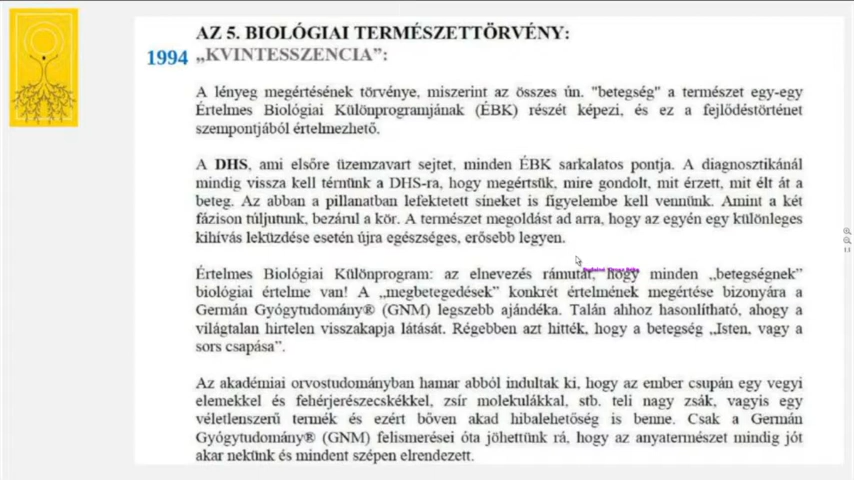 AZ 5. BIOLÓGIAI TERMÉSZETTÖRVÉNY:
1994 „KVINTESSZENCIA”:
A lényeg megértésének törvénye, miszerint az összes ún. "betegség" a természet egy-egy
Értelmes Biológiai Különprogramjának (ÉBK) részét képezi, és ez a fejlődéstörténet
szempontjából értelmezhető.
A DHS, ami elsőre üzemzavart sejtet, minden ÉBK sarkalatos pontja. A diagnosztikánál
mindig vissza kell térnünk a DHS-ra, hogy megértsük, mire gondolt, mit érzett, mit élt át a
beteg. Az abban a pillanatban lefektetett síneket is figyelembe kell vennünk. Amint a két
fázison túljutunk, bezárul a kör. A természet megoldást ad arra, hogy az egyén egy különleges
kihívás leküzdése esetén újra egészséges, erősebb legyen.
Értelmes Biológiai Különprogram: az elnevezés rámutat, hogy minden „betegségnek”
biológiai értelme van! A „megbetegedések” konkrét értelmének megértése bizonyára a
Germán Gyógytudomány® (GNM) legszebb ajándéka. Talán ahhoz hasonlítható, ahogy a
világtalan hirtelen visszakapja látását. Régebben azt hitték, hogy a betegség „Isten, vagy a
sors csapása”.
Az akadémiai orvostudományban hamar abból indultak ki, hogy az ember csupán egy vegyi
elemekkel és fehérjerészecskékkel, zsír molekulákkal, stb. teli nagy zsák, vagyis egy
véletlenszerű termék és ezért bőven akad hibalehetőség is benne. Csak a Germán
Gyógytudomány® (GNM) felismerései óta jöhettünk rá, hogy az anyatermészet mindig jót
akar nekünk és mindent szépen elrendezett.